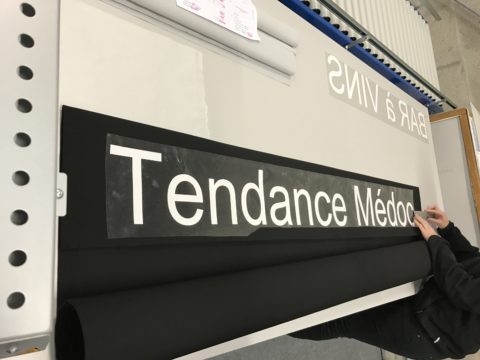 BAR à VINS
Tendance Médoc